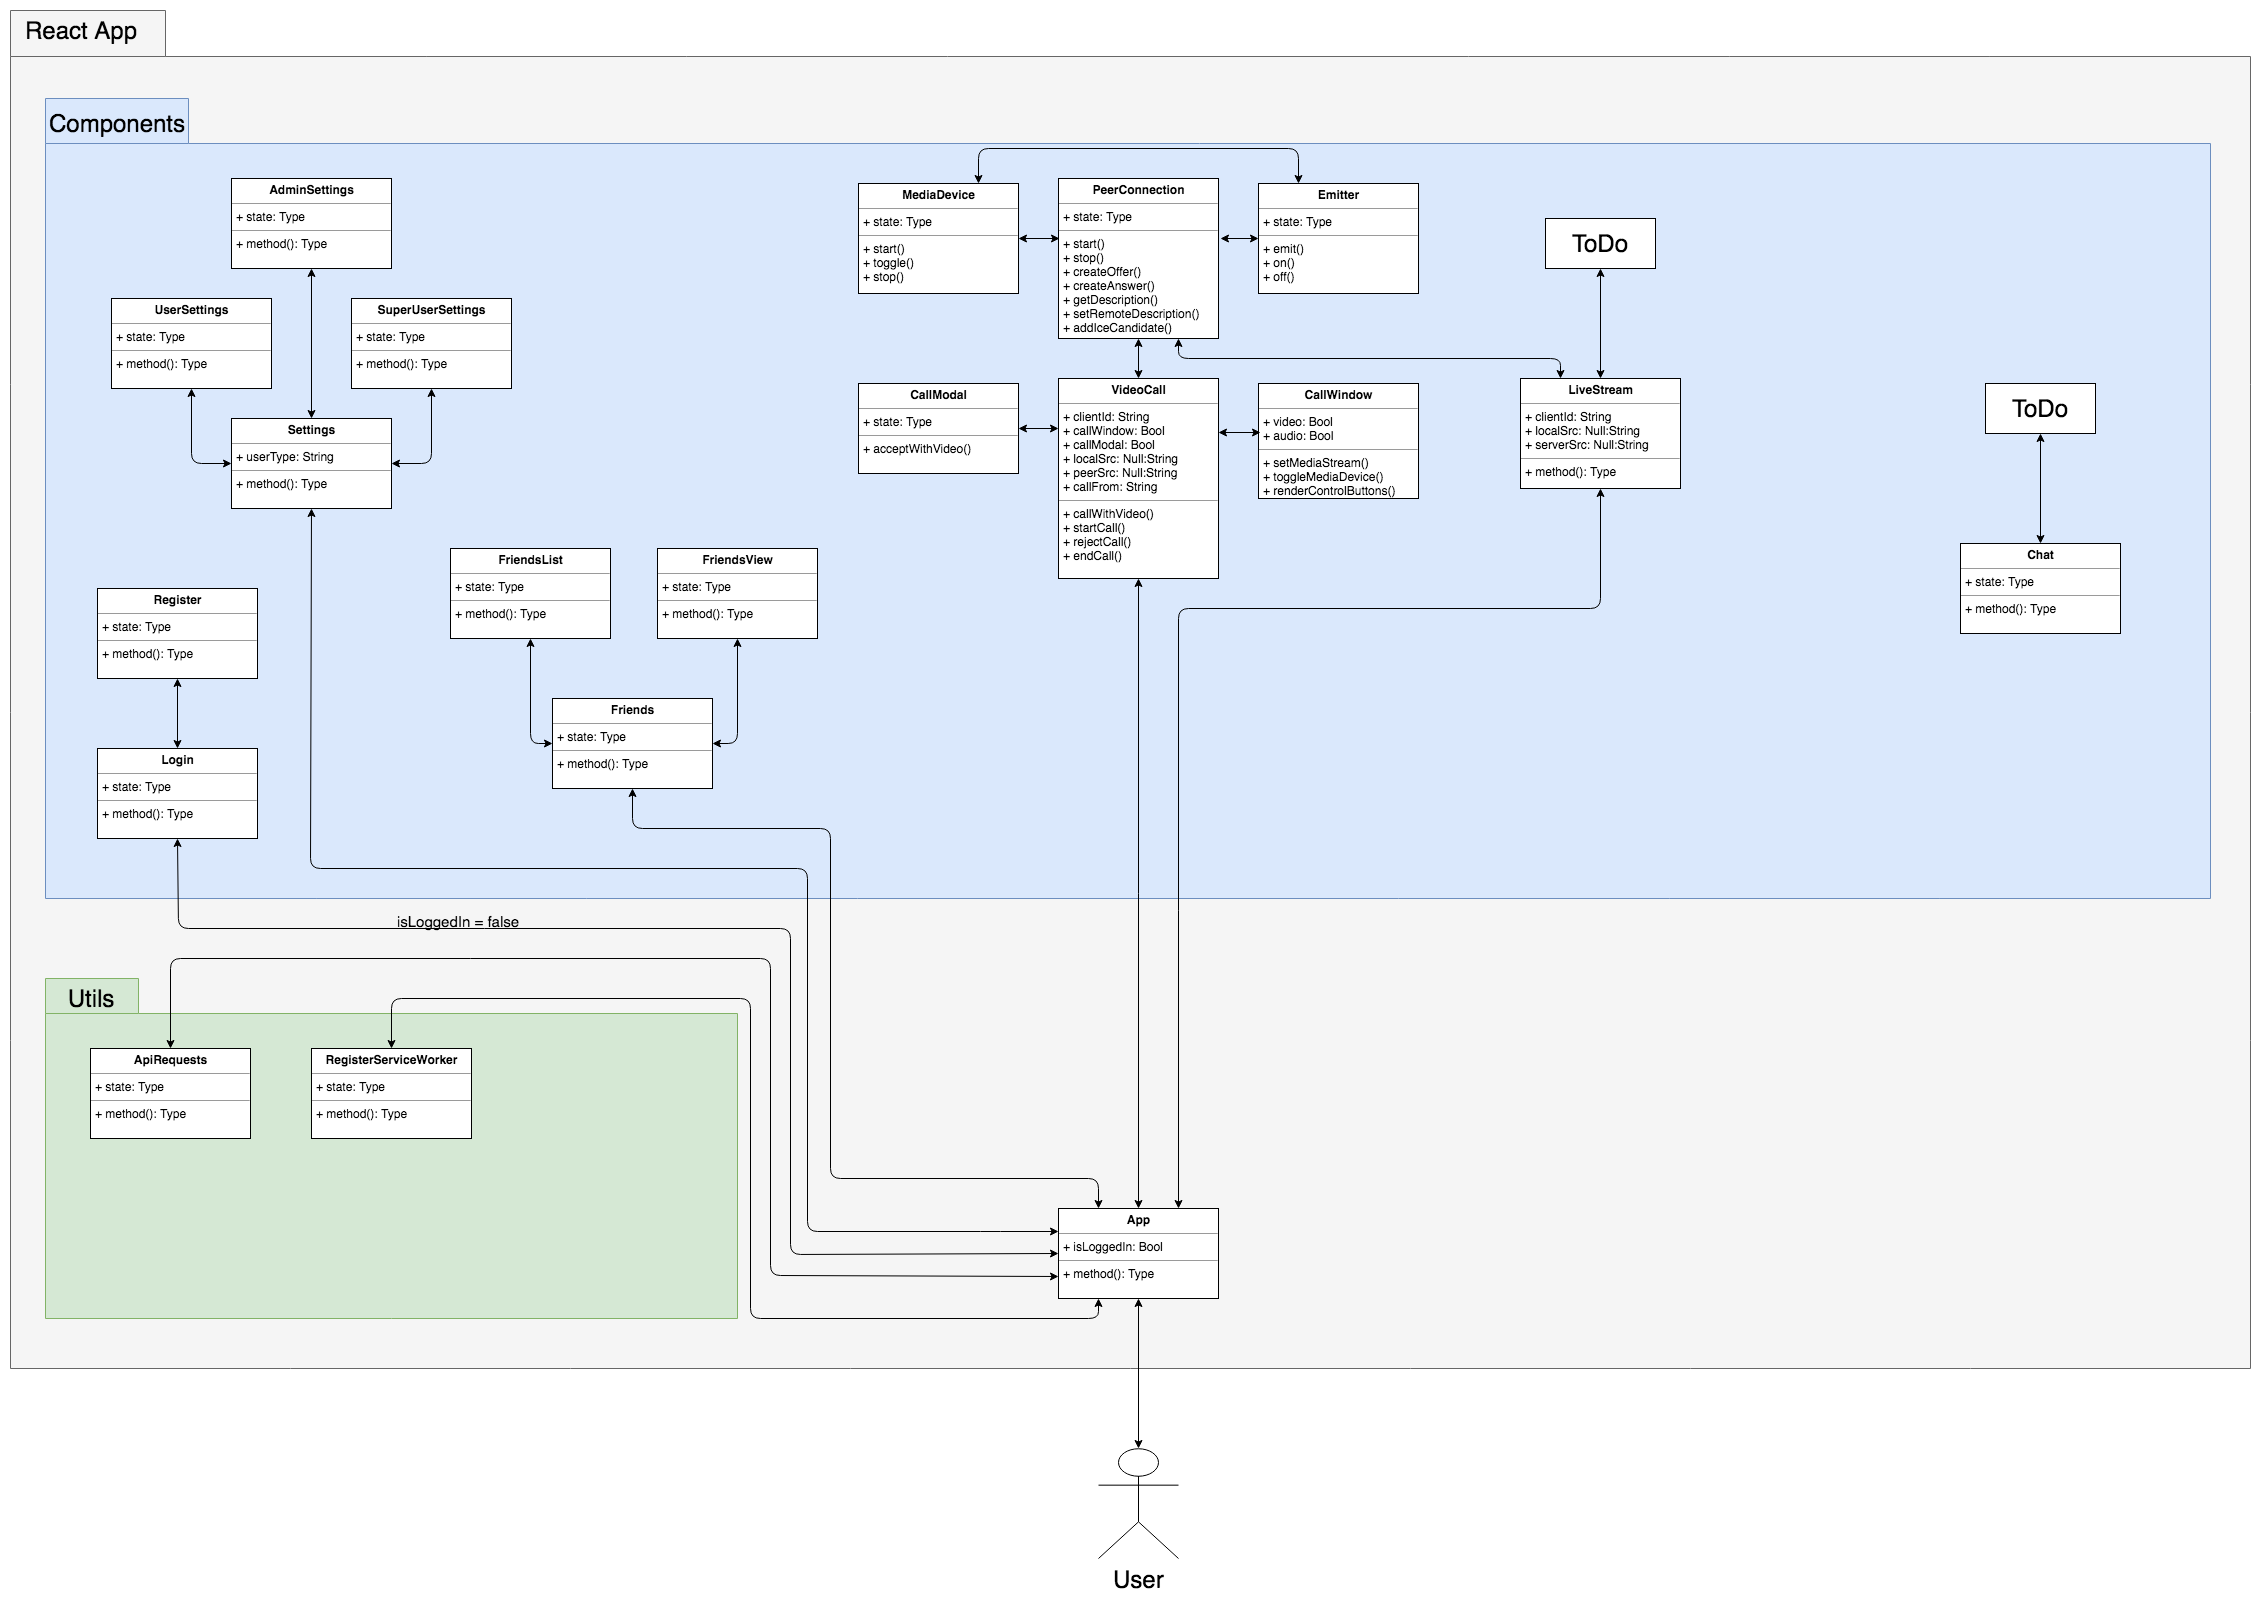 React App
Components
AdminSettings
+ state: Type
+ method(): Type
UserSettings
+ state: Type
+ method(): Type
SuperUserSettings
+ state: Type
+ method(): Type
Settings
+ userType: String
+ method(): Type
MediaDevice
+ state: Type
+ start()
+ toggle()
+ stop()
PeerConnection
+ state: Type
+ start()
+ stop()
+ createOffer()
+ createAnswer()
+ getDescription()
+ setRemoteDescription()
+ addIceCandidate()
Emitter
+ state: Type
+ emit()
+ on()
+ off()
ToDo
CallModal
+ state: Type
+ acceptWithVideo()
VideoCall
+ clientId: String
+ callWindow: Bool
+ callModal: Bool
+ localSrc: Null:String
+ peerSrc: Null:String
+ callFrom: String
+ callWithVideo()
+ startCall()
+ rejectCall()
+ endCall()
CallWindow
+ video: Bool
+ audio: Bool
+ setMediaStream()
+ toggleMediaDevice()
+ renderControlButtons()
LiveStream
+ clientId: String
+ localSrc: Null:String
+ serverSrc: Null:String
+ method(): Type
ToDo
Chat
+ state: Type
+ method(): Type
FriendsList
+ state: Type
+ method(): Type
FriendsView
+ state: Type
+ method(): Type
Friends
+ state: Type
+ method(): Type
Register
+ state: Type
+ method(): Type
Login
+ state: Type
+ method(): Type
isLoggedIn = false
Utils
ApiRequests
+ state: Type
+ method(): Type
RegisterServiceWorker
+ state: Type
+ method(): Type
App
+ isLoggedIn: Bool
+ method(): Type
User